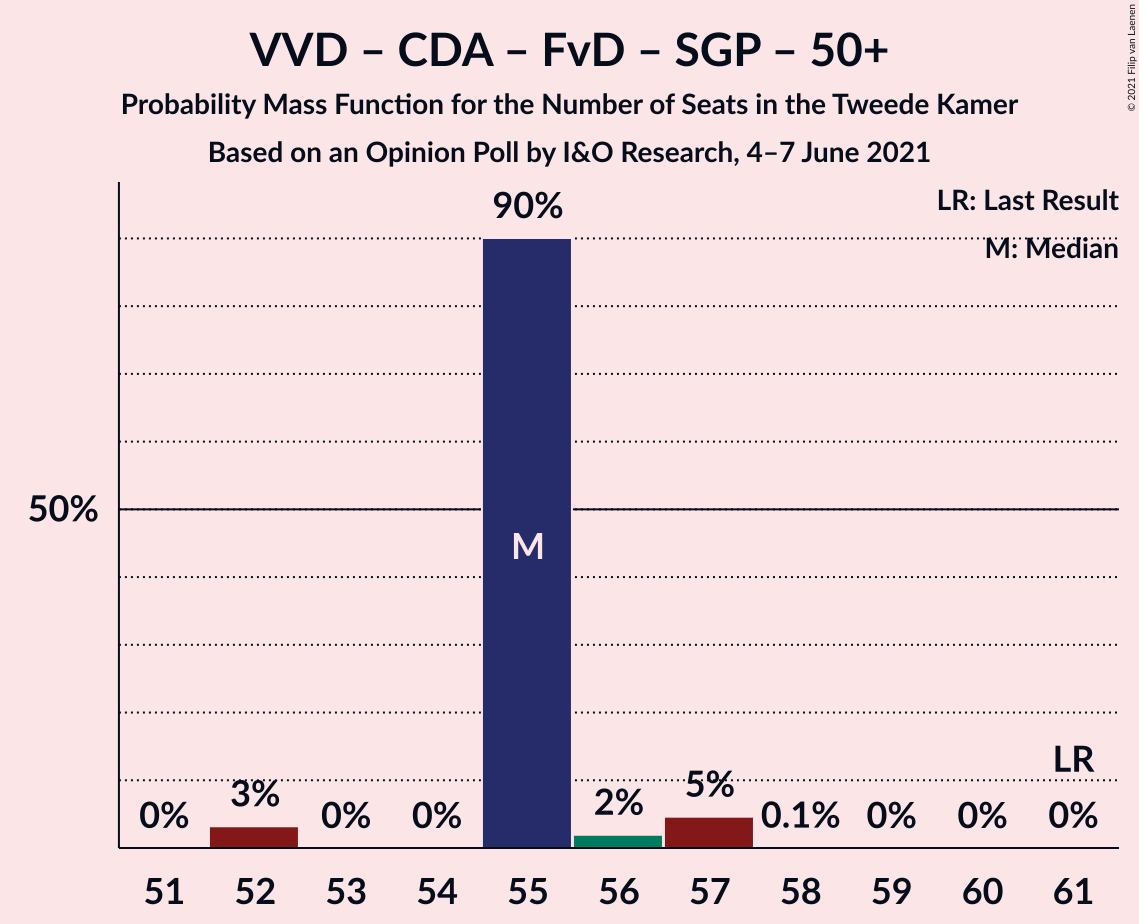 VVD – CDA – FvD – SGP – 50+
Probability Mass Function for the Number of Seats in the Tweede Kamer
Based on an Opinion Poll by I&O Research, 4–7 June 2021
© 2021 Filip van Laenen
LR: Last Result
M: Median
90%
50%
M
LR
0% 3% 0% 0% 2% 5% 0.1% 0% 0% 0%
51 52 53 54 55 56 57 58 59 60 61